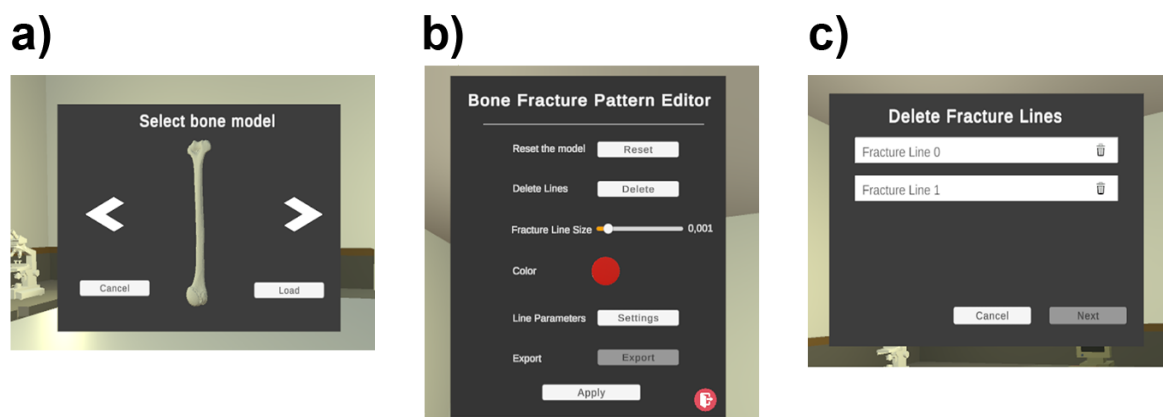 a)
Select bone model
Cancel
Load
b)
Bone Fracture Pattern Editor
Reset the model Reset
Delete Lines Delete
Fracture Line Size 0,001
Color
Line Parameters Settings
Export Export
Apply
c)
Delete Fracture Lines
Fracture Line 0
Fracture Line 1
Cancel Next